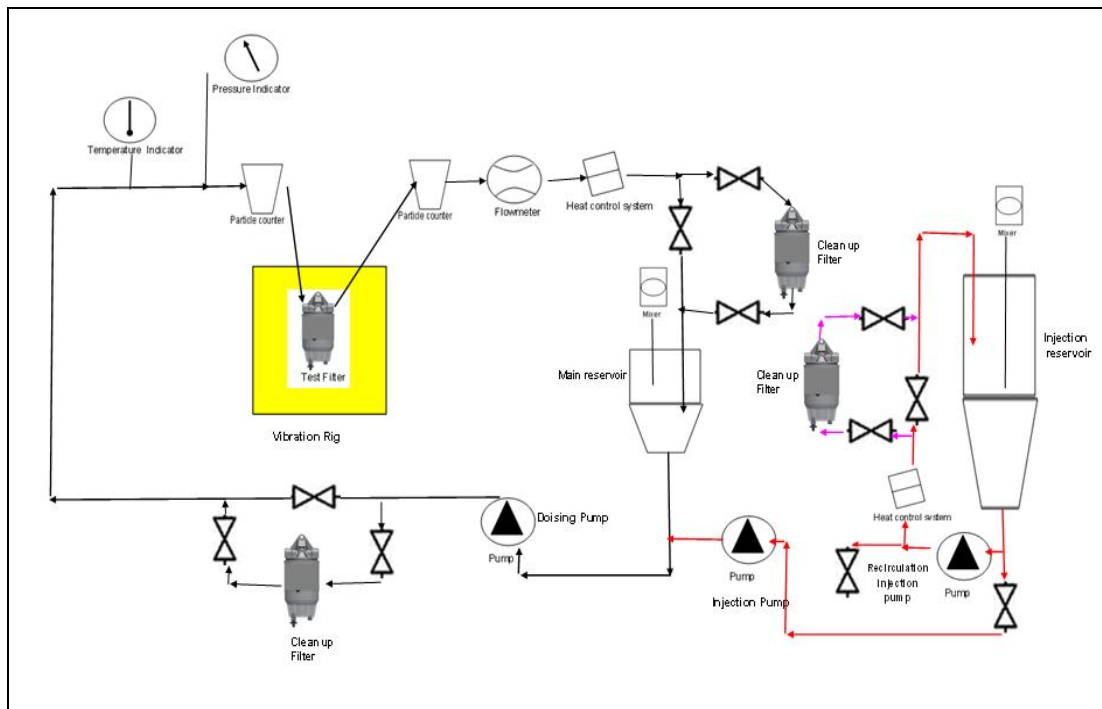 Pressure Indicator
Temperature Indicator
Particle counter
Particle counter
Flowmeter
Heat control system
Mixer
Clean up
Filter
Mixer
Injection
reservoir
Test Filter
Main reservoir
Clean up
Filter
Vibration Rig
Doising Pump
Pump
Heat control system
Pump
Injection Pump
Recirculation
injection
pump
Pump
Clean up
Filter